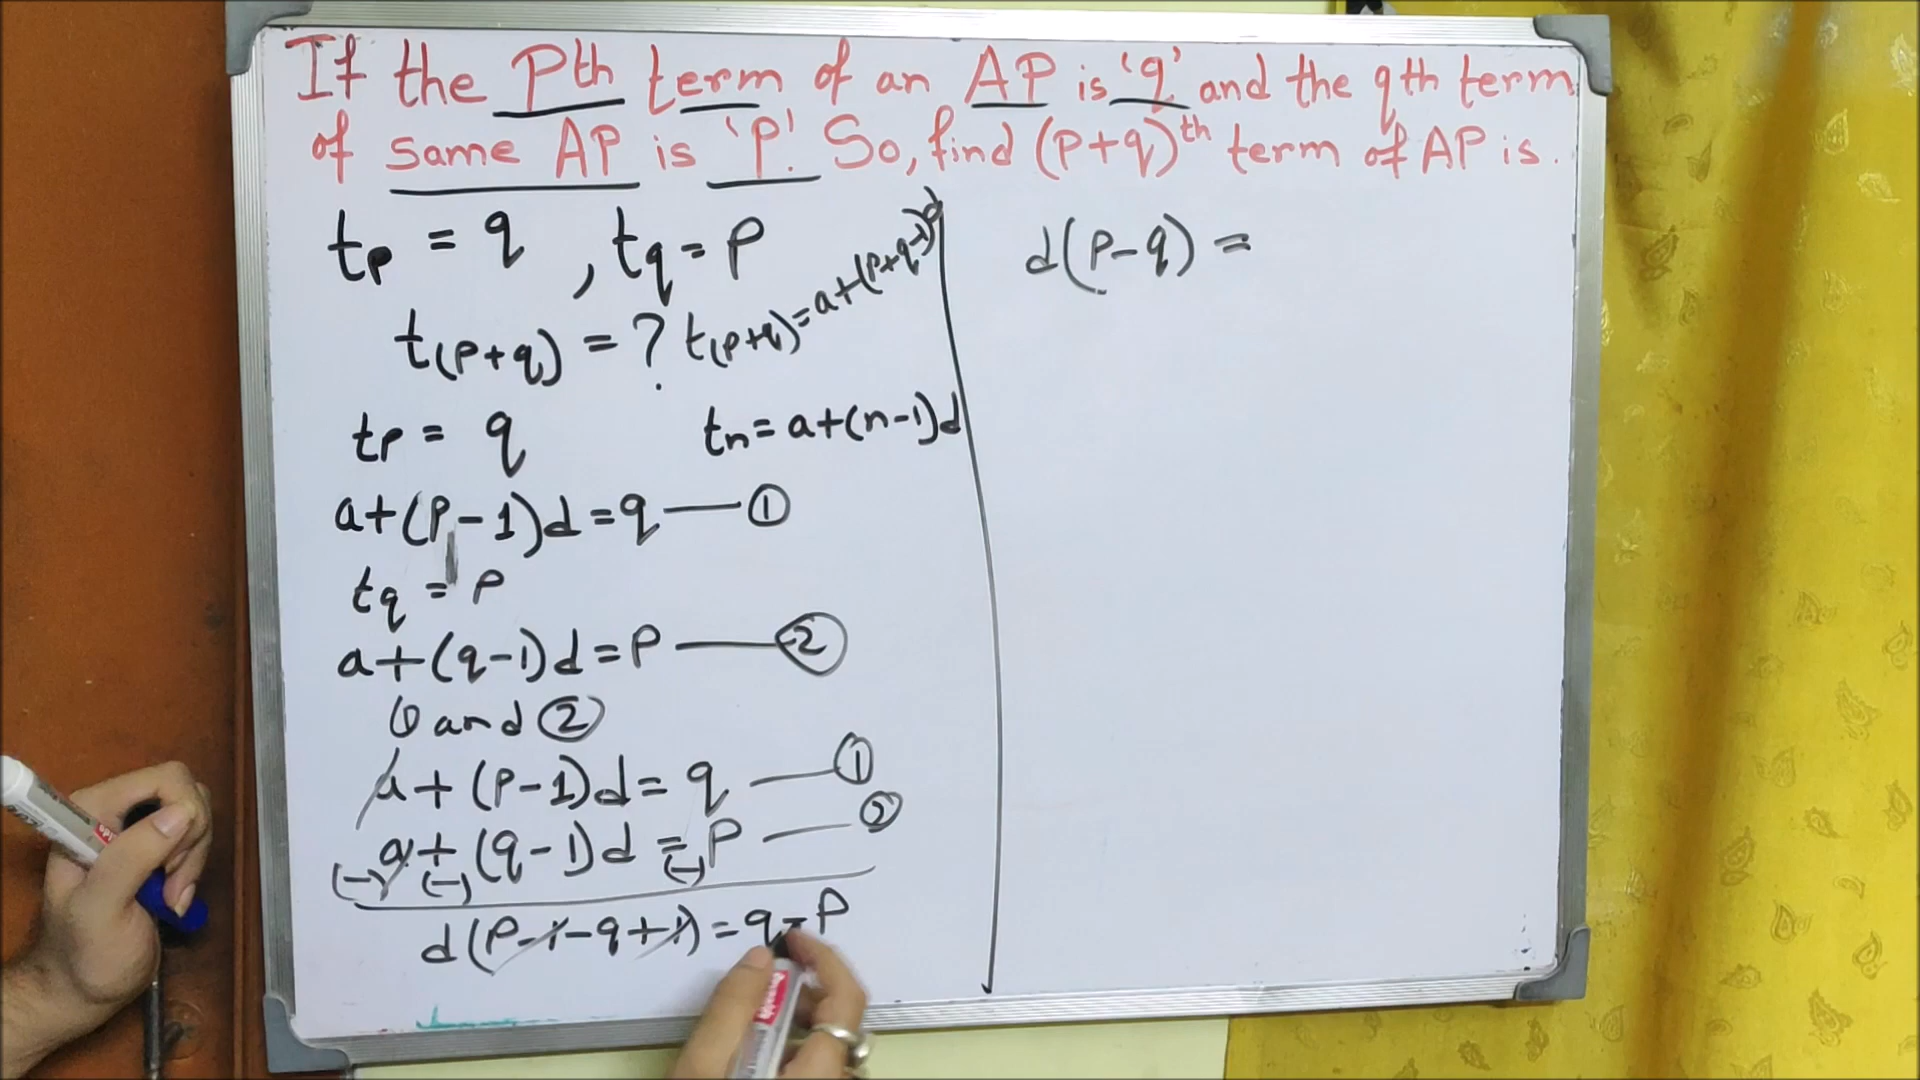 If the Pth term of an AP is 'q' and the qth term
of same AP is 'P'. So, find (P+q)th term of AP is.
tp = q , tq = P
t(P+q) = ? t(P+q) = a+(P+q-1)d
tp = q tn = a+(n-1)d
a+(P-1)d = q — ①
tq = P
a+(q-1)d = P — ②
① and ②
a+(P-1)d = q — ①
a+(q-1)d = P — ②
(-) (-) (-)
d(P-1-q+1) = q-P
d(P-q) =